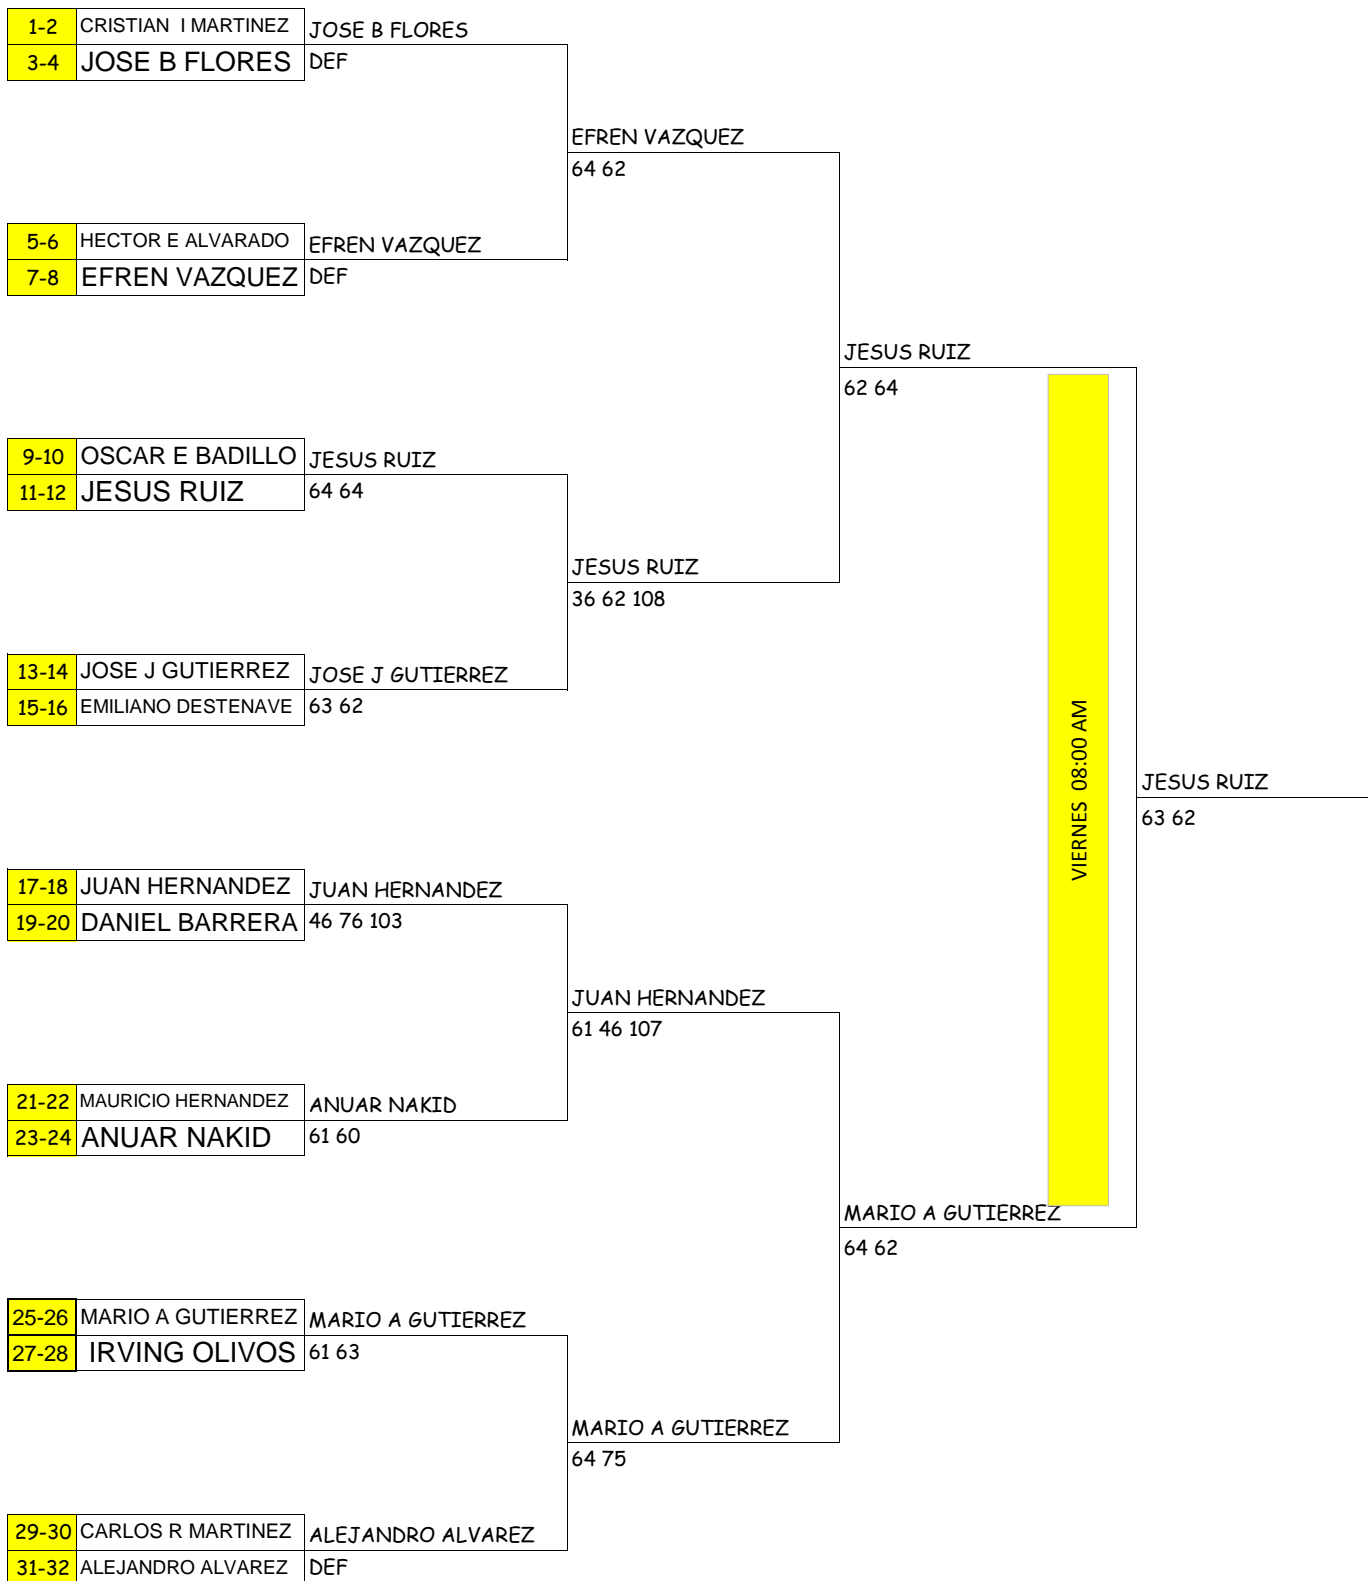 1-2 CRISTIAN I MARTINEZ JOSE B FLORES
3-4 JOSE B FLORES DEF
EFREN VAZQUEZ
64 62
5-6 HECTOR E ALVARADO EFREN VAZQUEZ
7-8 EFREN VAZQUEZ DEF
JESUS RUIZ
62 64
9-10 OSCAR E BADILLO JESUS RUIZ
11-12 JESUS RUIZ 64 64
JESUS RUIZ
36 62 108
13-14 JOSE J GUTIERREZ JOSE J GUTIERREZ
15-16 EMILIANO DESTENAVE 63 62
VIERNES 08:00 AM
JESUS RUIZ
63 62
17-18 JUAN HERNANDEZ JUAN HERNANDEZ
19-20 DANIEL BARRERA 46 76 103
JUAN HERNANDEZ
61 46 107
21-22 MAURICIO HERNANDEZ ANUAR NAKID
23-24 ANUAR NAKID 61 60
MARIO A GUTIERREZ
64 62
25-26 MARIO A GUTIERREZ MARIO A GUTIERREZ
27-28 IRVING OLIVOS 61 63
MARIO A GUTIERREZ
64 75
29-30 CARLOS R MARTINEZ ALEJANDRO ALVAREZ
31-32 ALEJANDRO ALVAREZ DEF